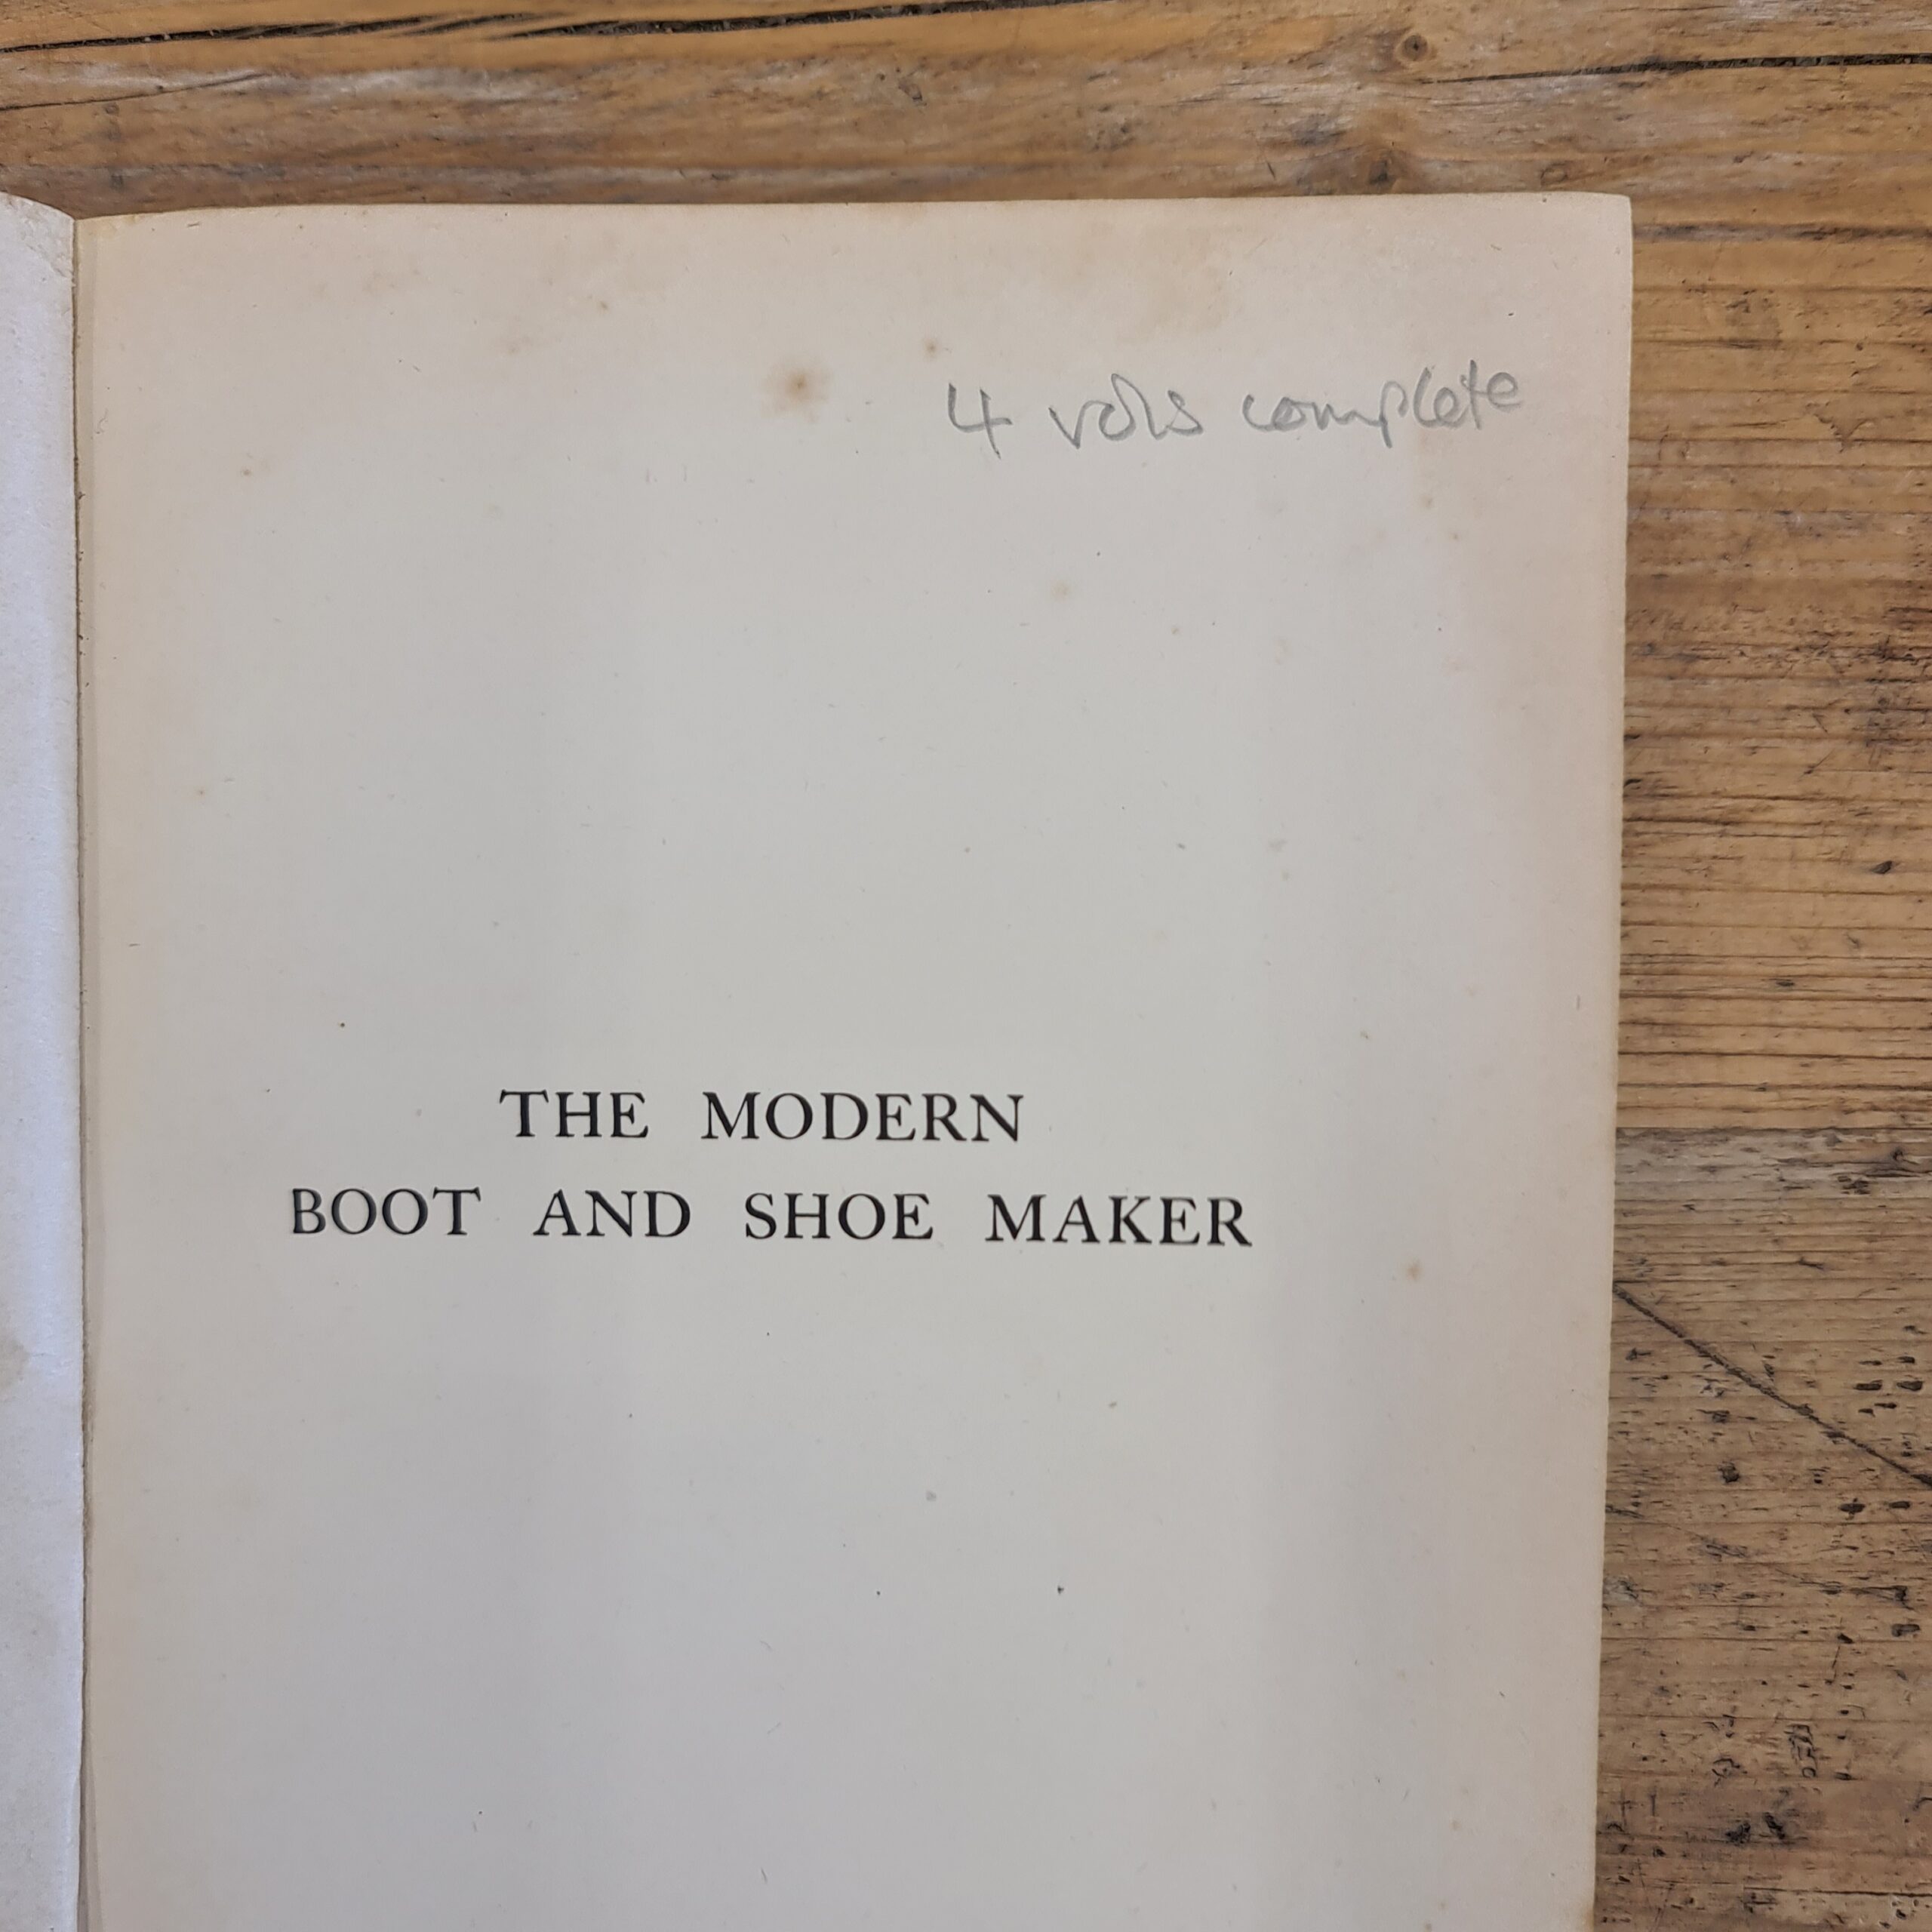 4 vols complete
THE MODERN
BOOT AND SHOE MAKER